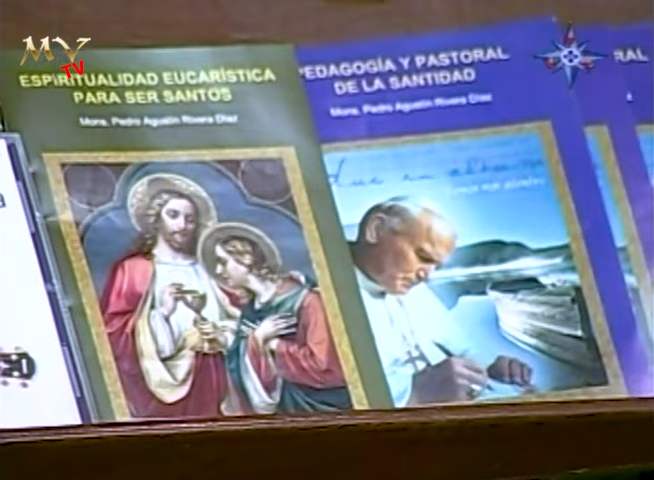 MY
TV
ESPIRITUALIDAD EUCARÍSTICA
PARA SER SANTOS
Mons. Pedro Agustín Rivera Díaz
PEDAGOGÍA Y PASTORAL
DE LA SANTIDAD
Mons. Pedro Agustín Rivera Díaz
RAL